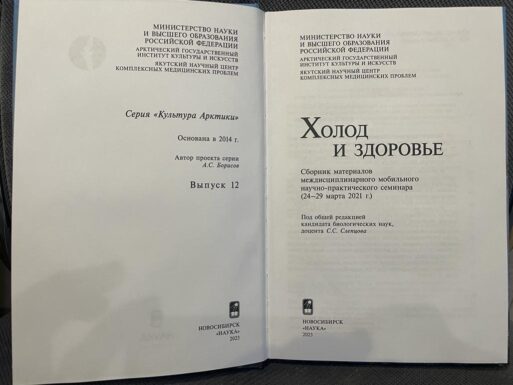 МИНИСТЕРСТВО НАУКИ
И ВЫСШЕГО ОБРАЗОВАНИЯ
РОССИЙСКОЙ ФЕДЕРАЦИИ
АРКТИЧЕСКИЙ ГОСУДАРСТВЕННЫЙ
ИНСТИТУТ КУЛЬТУРЫ И ИСКУССТВ
ЯКУТСКИЙ НАУЧНЫЙ ЦЕНТР
КОМПЛЕКСНЫХ МЕДИЦИНСКИХ ПРОБЛЕМ
Серия «Культура Арктики»
Основана в 2014 г.
Автор проекта серии
А.С. Борисов
Выпуск 12
НОВОСИБИРСК
«НАУКА»
2023
МИНИСТЕРСТВО НАУКИ
И ВЫСШЕГО ОБРАЗОВАНИЯ
РОССИЙСКОЙ ФЕДЕРАЦИИ
АРКТИЧЕСКИЙ ГОСУДАРСТВЕННЫЙ
ИНСТИТУТ КУЛЬТУРЫ И ИСКУССТВ
ЯКУТСКИЙ НАУЧНЫЙ ЦЕНТР
КОМПЛЕКСНЫХ МЕДИЦИНСКИХ ПРОБЛЕМ
ХОЛОД
И ЗДОРОВЬЕ
Сборник материалов
междисциплинарного мобильного
научно-практического семинара
(24–29 марта 2021 г.)
Под общей редакцией
кандидата биологических наук,
доцента С.С. Слепцова
НОВОСИБИРСК
«НАУКА»
2023